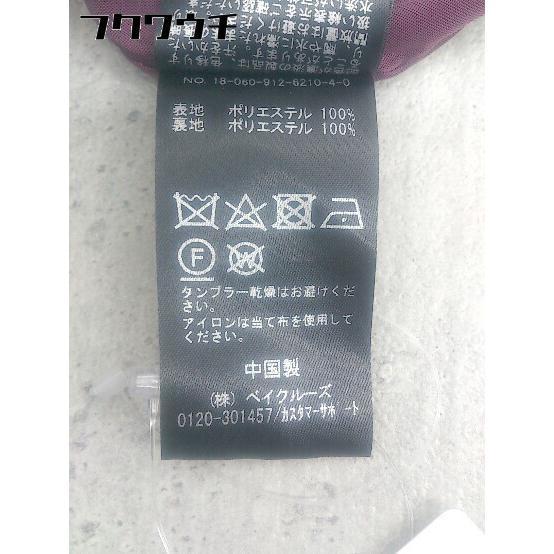 フクワウチ
NO. 18-060-912-6210-4-0
表地 ポリエステル 100%
裏地 ポリエステル 100%
F W
タンブラー乾燥はお避けくだ
さい。
アイロンは当て布を使用して
ください。
中国製
(株) ベイクルーズ
0120-301457/カスタマーサポート